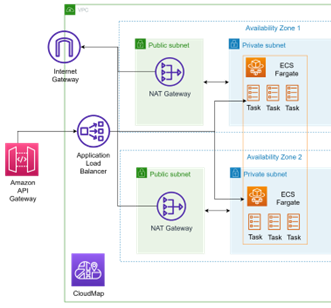 VPC
Availability Zone 1
Public subnet
Private subnet
Internet
Gateway
NAT Gateway
ECS
Fargate
Task Task Task
Amazon
API
Gateway
Application
Load
Balancer
Availability Zone 2
Public subnet
Private subnet
NAT Gateway
ECS
Fargate
Task Task Task
CloudMap